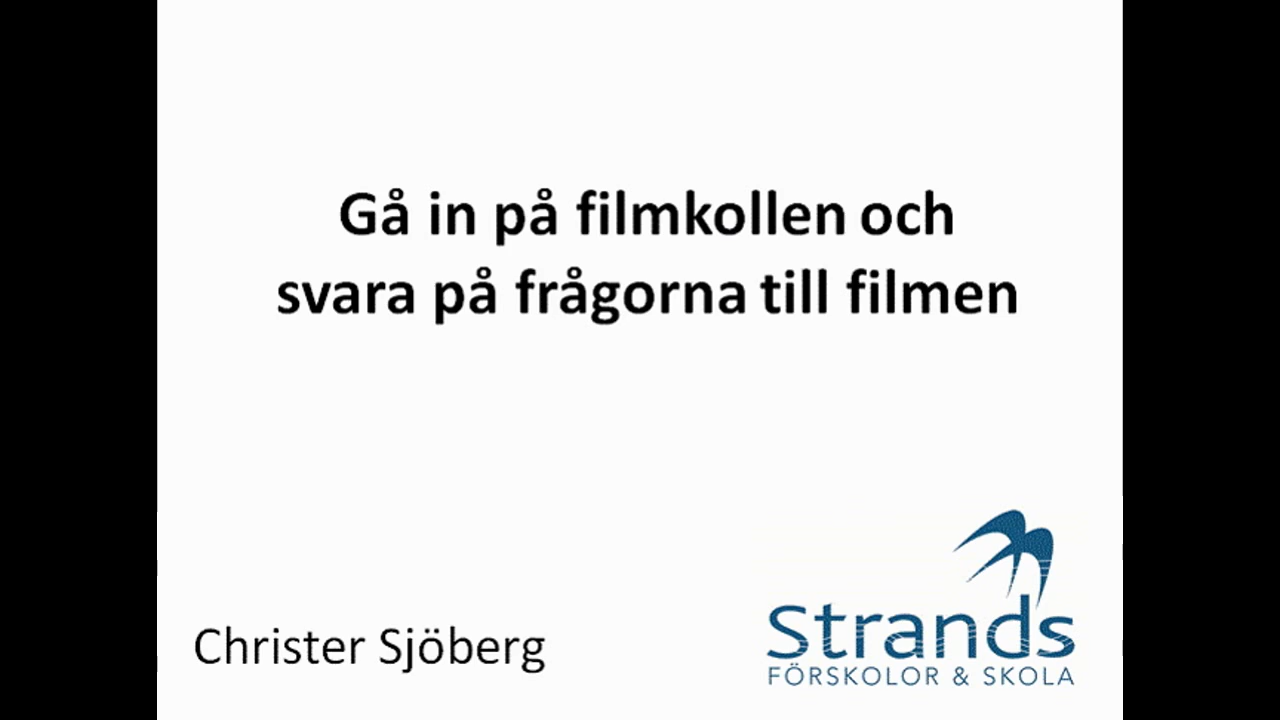 Gå in på filmkollen och
svara på frågorna till filmen
Christer Sjöberg
Strands
FÖRSKOLOR & SKOLA